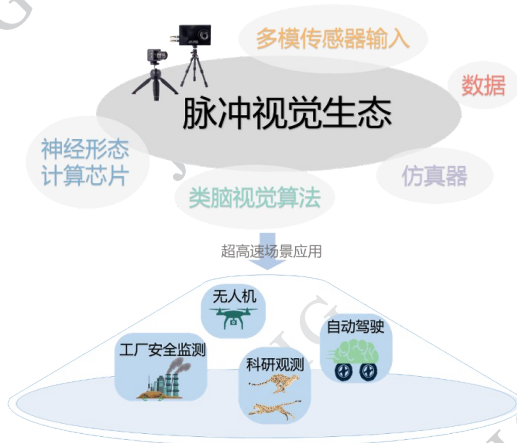 多模传感器输入
数据
脉冲视觉生态
神经形态
计算芯片
仿真器
类脑视觉算法
超高速场景应用
无人机
自动驾驶
工厂安全监测
科研观测